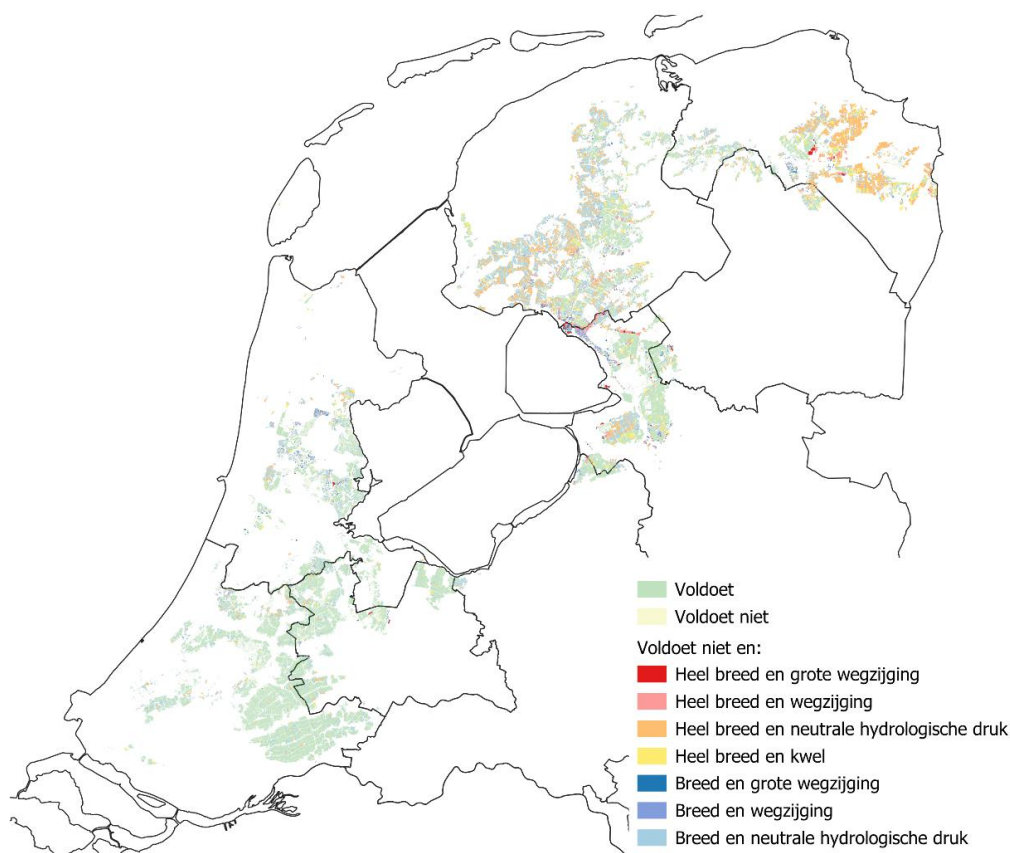 Voldoet
Voldoet niet
Voldoet niet en:
Heel breed en grote wegzijging
Heel breed en wegzijging
Heel breed en neutrale hydrologische druk
Heel breed en kwel
Breed en grote wegzijging
Breed en wegzijging
Breed en neutrale hydrologische druk